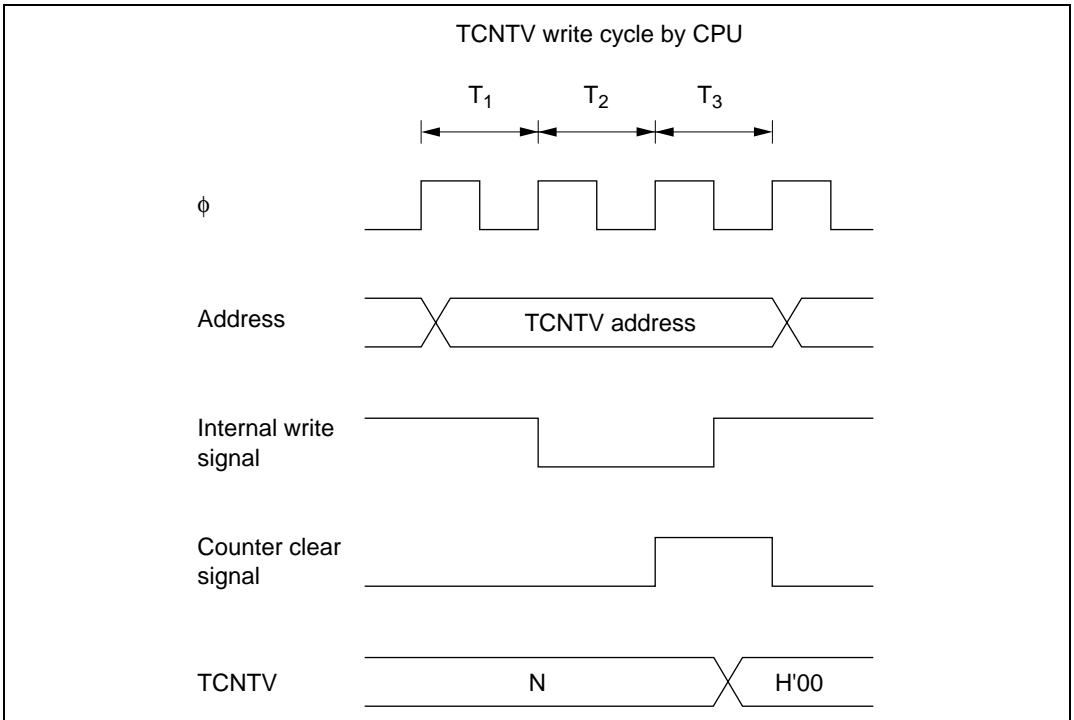 TCNTV write cycle by CPU
T1 T2 T3
ϕ
Address
TCNTV address
Internal write
signal
Counter clear
signal
TCNTV
N
H'00